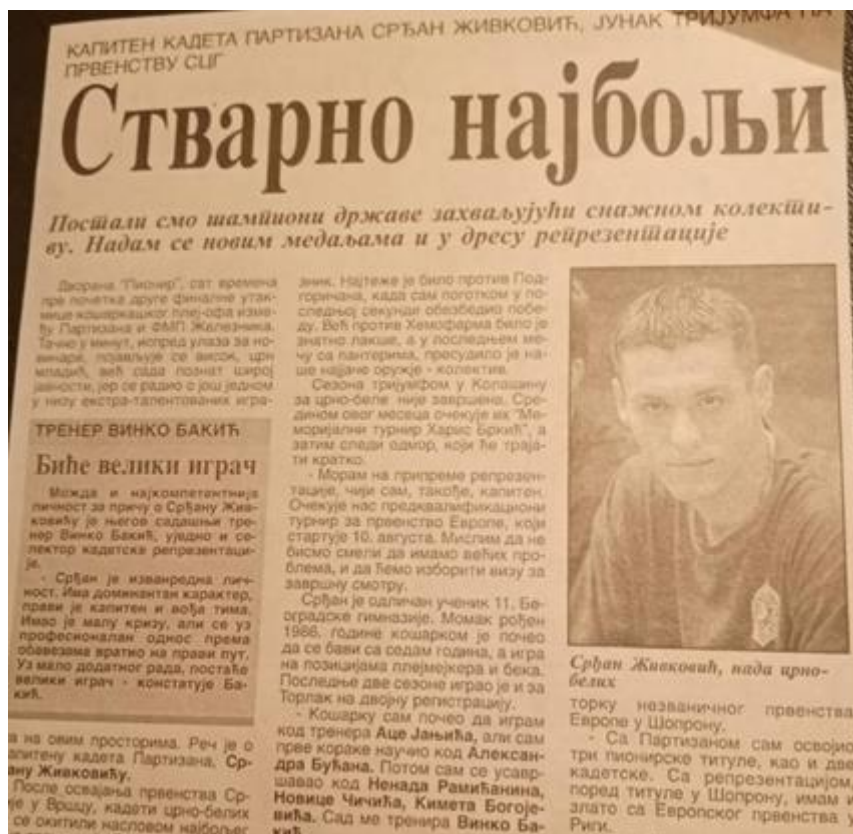 КАПИТЕН КАДЕТА ПАРТИЗАНА СРЂАН ЖИВКОВИЋ, ЈУНАК ТРИЈУМФА НА
ПРВЕНСТВУ СЦГ
Стварно најбољи
Постали смо шампиони државе захваљујући снажном колекти-
ву. Надам се новим медаљама и у дресу репрезентације
Дворана "Пионир", сат времена
пре почетка друге финалне утак-
мице кошаркашког плеј-офа изме-
ђу Партизана и ФМП Железника.
Тачно у минут, испред улаза за но-
винаре, појављује се висок, црн
младић, већ сада познат широј
јавности, јер се радио о још једном
у низу екстра-талентованих игра-
ТРЕНЕР ВИНКО БАКИЋ
Биће велики играч
Можда и најкомпетентнија
личност за причу о Срђану Жив-
ковићу је његов садашњи тре-
нер Винко Бакић, уједно и се-
лектор кадетске репрезентаци-
је.
- Срђан је изванредна лич-
ност. Има доминантан карактер,
прави је капитен и вођа тима.
Имао је малу кризу, али се уз
професионалан однос према
обавезама вратио на прави пут.
Уз мало додатног рада, постаће
велики играч - констатује Ба-
кић.
а на овим просторима. Реч је о
апитену кадета Партизана, Ср-
ану Живковићу.
После освајања првенства Ср-
је у Вршцу, кадети црно-белих
се окитили насловом најбољег
зник. Најтеже је било против Под-
горичана, када сам поготком у по-
следњој секунди обезбедио побе-
ду. Већ против Хемофарма било је
знатно лакше, а у последњем ме-
чу са пантерима, пресудило је на-
ше најјаче оружје - колектив.
Сезона тријумфом у Колашину
за црно-беле није завршена. Сре-
дином овог месеца очекује их "Ме-
моријални турнир Харис Бркић", а
затим следи одмор, који ће траја-
ти кратко.
- Морам на припреме репрезен-
тације, чији сам, такође, капитен.
Очекује нас предквалификациони
турнир за првенство Европе, који
стартује 10. августа. Мислим да не
бисмо смели да имамо већих про-
блема, и да ћемо изборити визу за
завршну смотру.
Срђан је одличан ученик 11. Бе-
оградске гимназије. Момак рођен
1986. године кошарком је почео
да се бави са седам година, а игра
на позицијама плејмејкера и бека.
Последње две сезоне играо је и за
Торлак на двојну регистрацију.
- Кошарку сам почео да играм
код тренера Аце Јањића, али сам
прве кораке научио код Алексан-
дра Бућана. Потом сам се усавр-
шавао код Ненада Рамићанина,
Новице Чичића, Кимета Богоје-
вића. Сад ме тренира Винко Ба-
кић
Срђан Живковић, нада црно-
белих
торку незваничног првенства
Европе у Шопрону.
- Са Партизаном сам освојио
три пионирске титуле, као и две
кадетске. Са репрезентацијом,
поред титуле у Шопрону, имам и
злато са Европског првенства у
Риги.